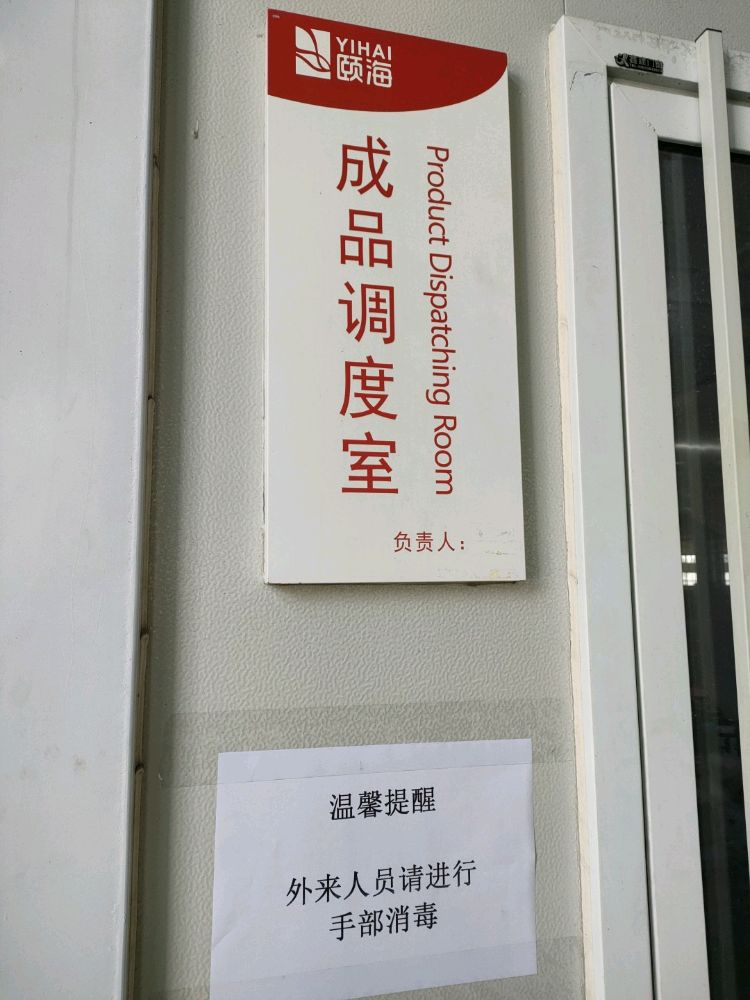 YIHAI
颐海
成品调度室
Product Dispatching Room
负责人：
温馨提醒
外来人员请进行
手部消毒